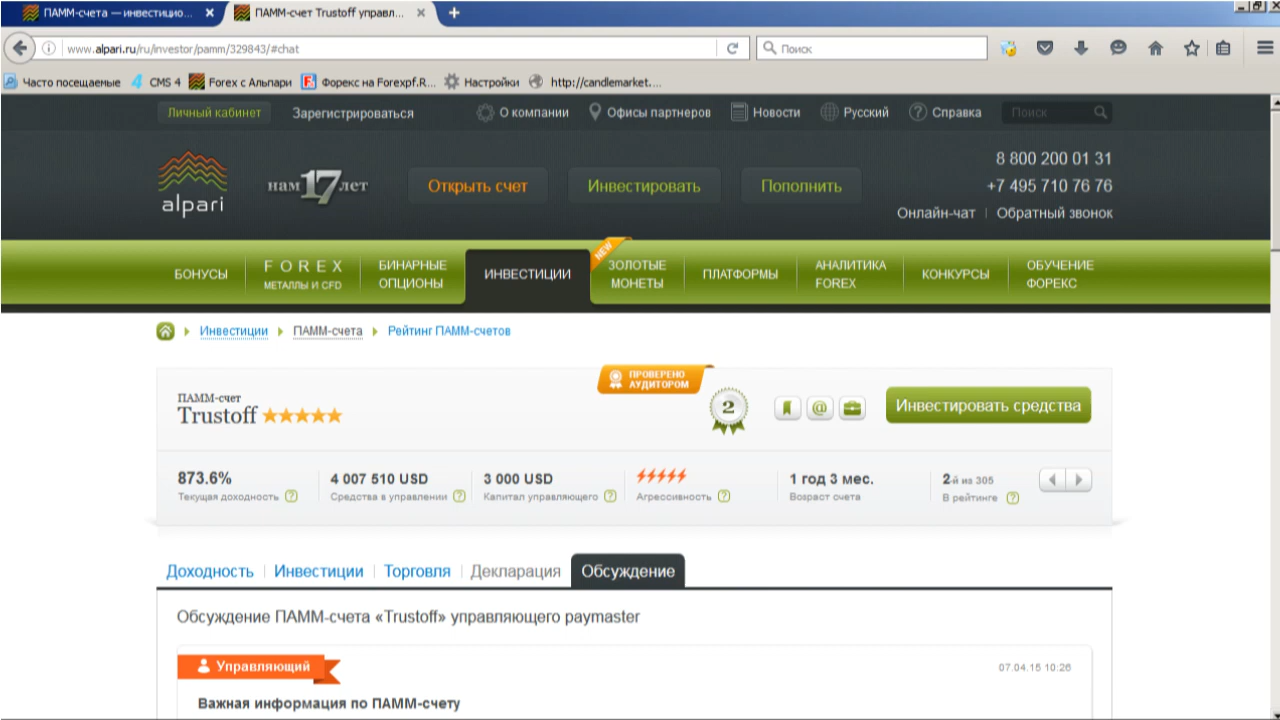 ПАММ-счета — инвестицио...
ПАММ-счет Trustoff управл...
www.alpari.ru/ru/investor/pamm/329843/#chat
Поиск
Часто посещаемые
CMS 4
Forex с Альпари
Форекс на Forexpf.R...
Настройки
http://candlemarket....
Личный кабинет
Зарегистрироваться
О компании
Офисы партнеров
Новости
Русский
Справка
Поиск
alpari
нам 17 лет
Открыть счет
Инвестировать
Пополнить
8 800 200 01 31
+7 495 710 76 76
Онлайн-чат | Обратный звонок
БОНУСЫ
FOREX
МЕТАЛЛЫ И CFD
БИНАРНЫЕ
ОПЦИОНЫ
ИНВЕСТИЦИИ
NEW
ЗОЛОТЫЕ
МОНЕТЫ
ПЛАТФОРМЫ
АНАЛИТИКА
FOREX
КОНКУРСЫ
ОБУЧЕНИЕ
ФОРЕКС
Инвестиции
ПАММ-счета
Рейтинг ПАММ-счетов
ПРОВЕРЕНО
АУДИТОРОМ
ПАММ-счет
Trustoff
2
@
Инвестировать средства
873.6%
Текущая доходность ?
4 007 510 USD
Средства в управлении ?
3 000 USD
Капитал управляющего ?
Агрессивность ?
1 год 3 мес.
Возраст счета
2-й из 305
В рейтинге ?
Доходность
Инвестиции
Торговля
Декларация
Обсуждение
Обсуждение ПАММ-счета «Trustoff» управляющего paymaster
Управляющий
07.04.15 10:26
Важная информация по ПАММ-счету